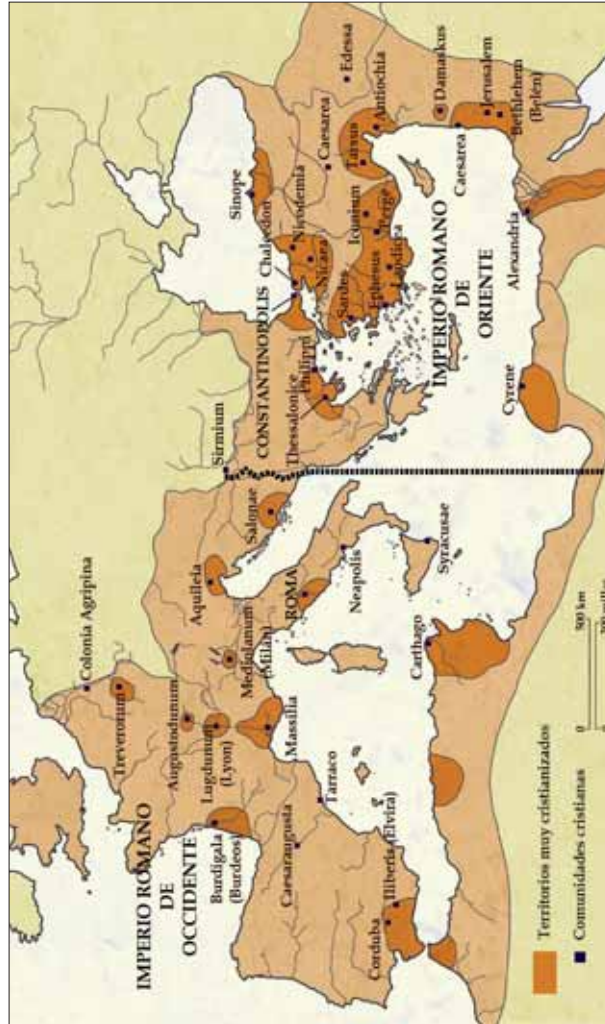 IMPERIO ROMANO
DE
OCCIDENTE
Colonia Agripina
Treverorum
Augustodunum
Lugdunum
(Lyon)
Burdigala
(Burdeos)
Mediolanum
(Milán)
Massilia
Caesaraugusta
Tarraco
Corduba
Iliberia (Elvira)
Aquileia
Salonae
ROMA
Neapolis
Syracusae
Carthago
Sirmium
CONSTANTINOPOLIS
Thessalonice
Philippi
Chalcedon
Nicodemia
Nicaea
Sinope
Sardes
Ephesus
Laodicea
Iconium
Perge
Caesarea
Tarsus
Antiochia
Edessa
Damaskus
Jerusalem
Bethlehem
(Belén)
Caesarea
IMPERIO ROMANO
DE
ORIENTE
Alexandria
Cyrene
0
500 km
Territorios muy cristianizados
Comunidades cristianas